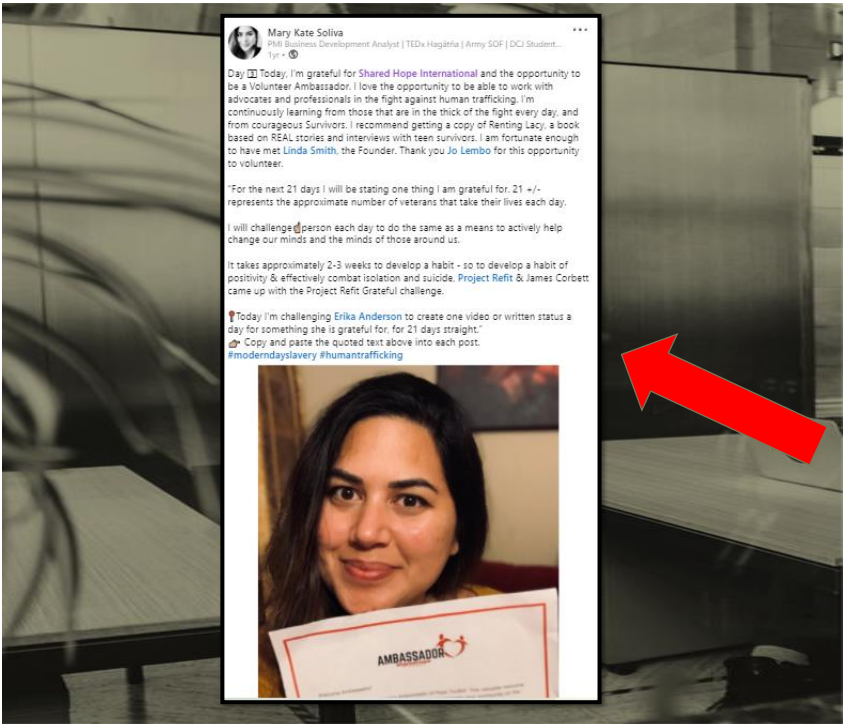 Mary Kate Soliva
PMI Business Development Analyst | TEDx Hagåtña | Army SOF | DCJ Student...
1yr •
Day 3 Today, I'm grateful for Shared Hope International and the opportunity to
be a Volunteer Ambassador. I love the opportunity to be able to work with
advocates and professionals in the fight against human trafficking. I'm
continuously learning from those that are in the thick of the fight every day, and
from courageous Survivors. I recommend getting a copy of Renting Lacy, a book
based on REAL stories and interviews with teen survivors. I am fortunate enough
to have met Linda Smith, the Founder. Thank you Jo Lembo for this opportunity
to volunteer.
"For the next 21 days I will be stating one thing I am grateful for. 21 +/-
represents the approximate number of veterans that take their lives each day.
I will challenge☝person each day to do the same as a means to actively help
change our minds and the minds of those around us.
It takes approximately 2-3 weeks to develop a habit - so to develop a habit of
positivity & effectively combat isolation and suicide, Project Refit & James Corbett
came up with the Project Refit Grateful challenge.
📍Today I'm challenging Erika Anderson to create one video or written status a
day for something she is grateful for, for 21 days straight."
👉 Copy and paste the quoted text above into each post.
#moderndayslavery #humantrafficking
AMBASSADOR